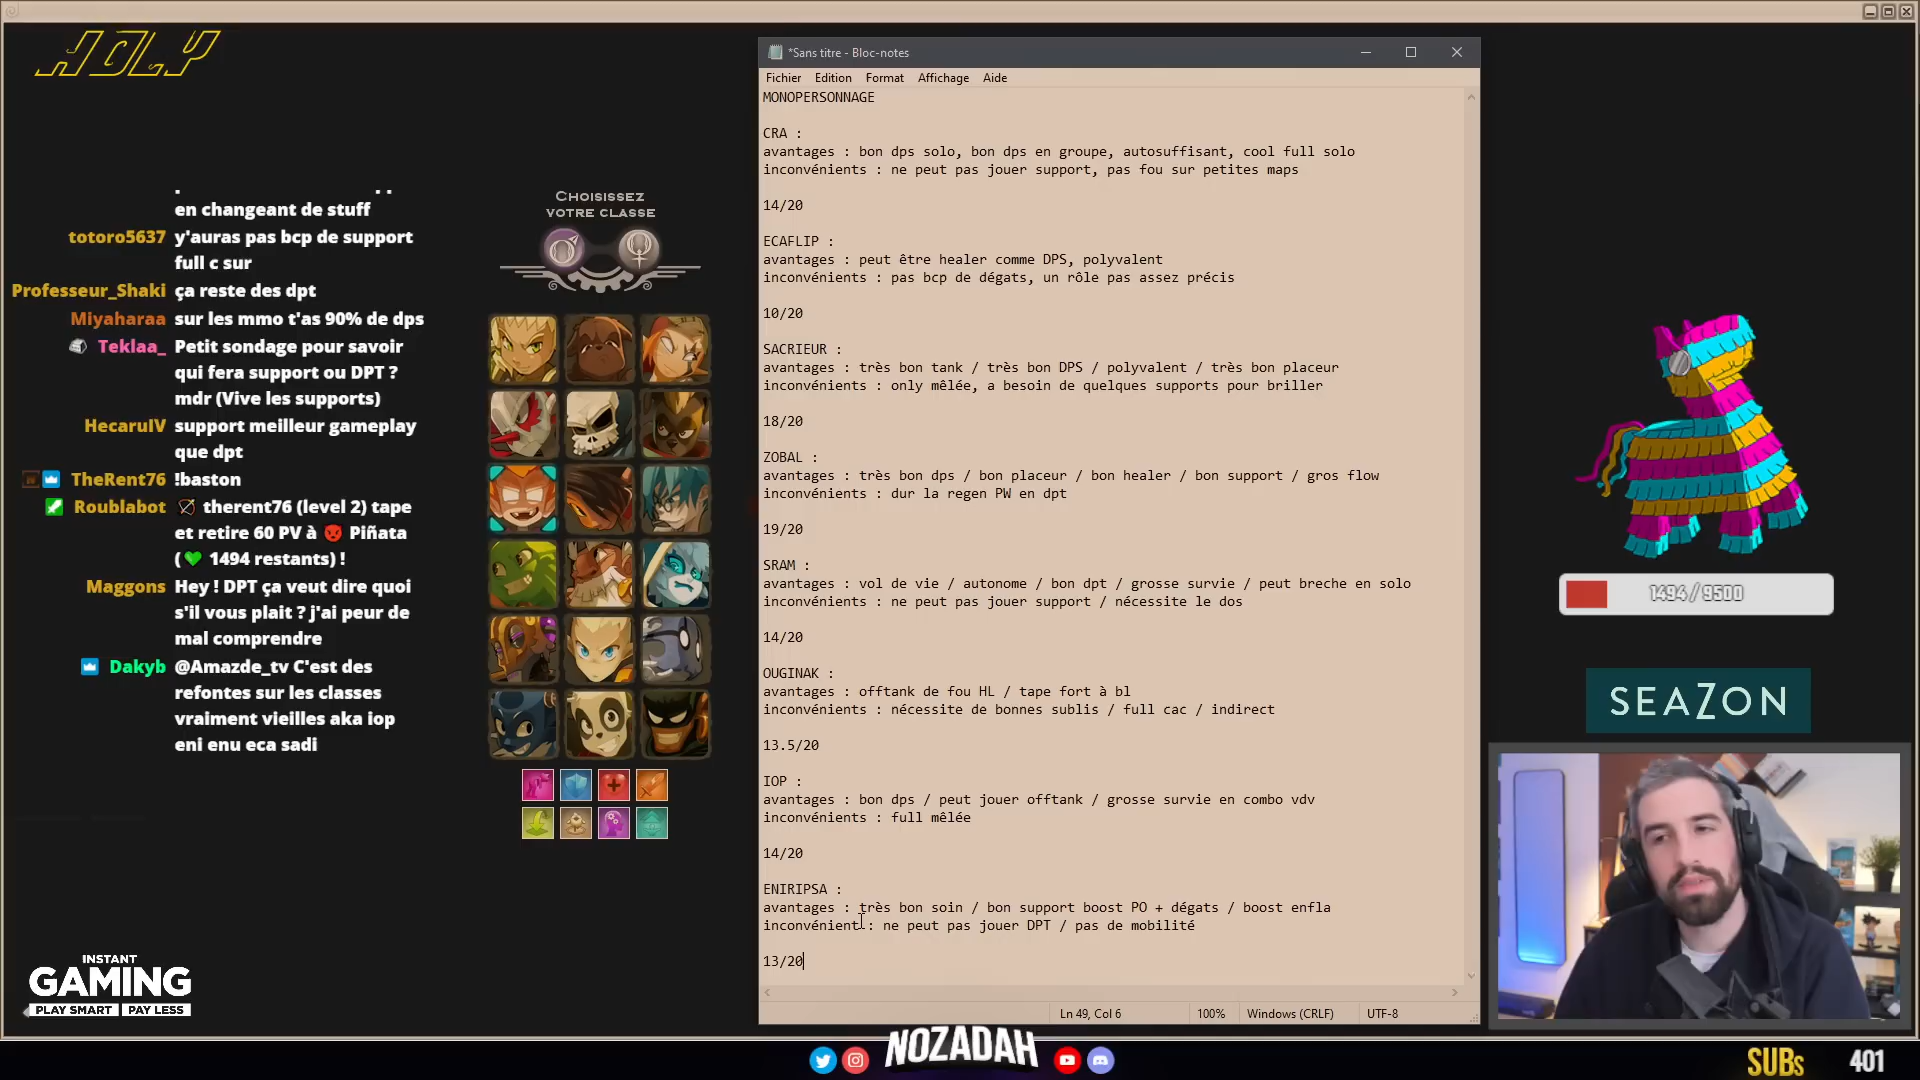 HOLY
en changeant de stuff
totoro5637 y'auras pas bcp de support
full c sur
Professeur_Shaki ça reste des dpt
Miyaharaa sur les mmo t'as 90% de dps
Teklaa_ Petit sondage pour savoir
qui fera support ou DPT ?
mdr (Vive les supports)
HecaruIV support meilleur gameplay
que dpt
TheRent76 !baston
Roublabot therent76 (level 2) tape
et retire 60 PV à Piñata
( 1494 restants) !
Maggons Hey ! DPT ça veut dire quoi
s'il vous plait ? j'ai peur de
mal comprendre
Dakyb @Amazde_tv C'est des
refontes sur les classes
vraiment vieilles aka iop
eni enu eca sadi
INSTANT
GAMING
PLAY SMART PAY LESS
CHOISISSEZ
VOTRE CLASSE
*Sans titre - Bloc-notes
Fichier Edition Format Affichage Aide
MONOPERSONNAGE
CRA :
avantages : bon dps solo, bon dps en groupe, autosuffisant, cool full solo
inconvénients : ne peut pas jouer support, pas fou sur petites maps
14/20
ECAFLIP :
avantages : peut être healer comme DPS, polyvalent
inconvénients : pas bcp de dégats, un rôle pas assez précis
10/20
SACRIEUR :
avantages : très bon tank / très bon DPS / polyvalent / très bon placeur
inconvénients : only mêlée, a besoin de quelques supports pour briller
18/20
ZOBAL :
avantages : très bon dps / bon placeur / bon healer / bon support / gros flow
inconvénients : dur la regen PW en dpt
19/20
SRAM :
avantages : vol de vie / autonome / bon dpt / grosse survie / peut breche en solo
inconvénients : ne peut pas jouer support / nécessite le dos
14/20
OUGINAK :
avantages : offtank de fou HL / tape fort à bl
inconvénients : nécessite de bonnes sublis / full cac / indirect
13.5/20
IOP :
avantages : bon dps / peut jouer offtank / grosse survie en combo vdv
inconvénients : full mêlée
14/20
ENIRIPSA :
avantages : très bon soin / bon support boost PO + dégats / boost enfla
inconvénient : ne peut pas jouer DPT / pas de mobilité
13/20
Ln 49, Col 6 100% Windows (CRLF) UTF-8
1494 / 9500
SEAZON
NOZADAH
SUBs 401